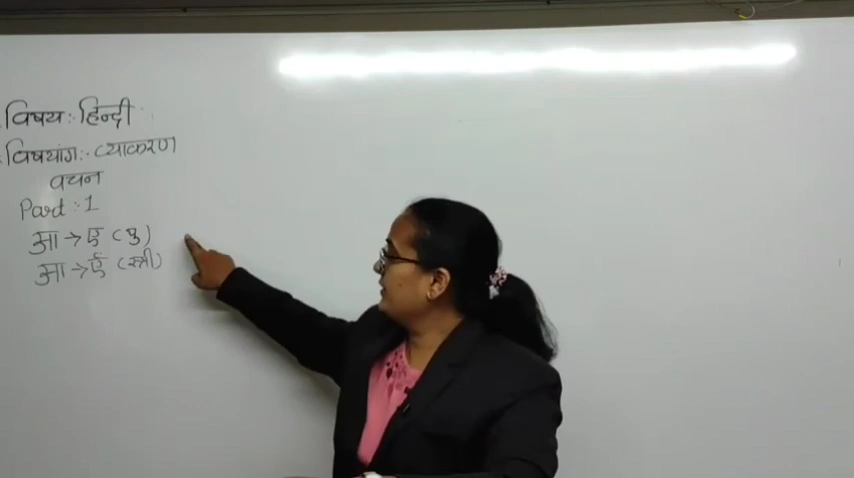 विषय :- हिन्दी
विषयांग :- व्याकरण
वचन
Part : 1
आ → ए (पु)
आ → एँ (स्त्री)